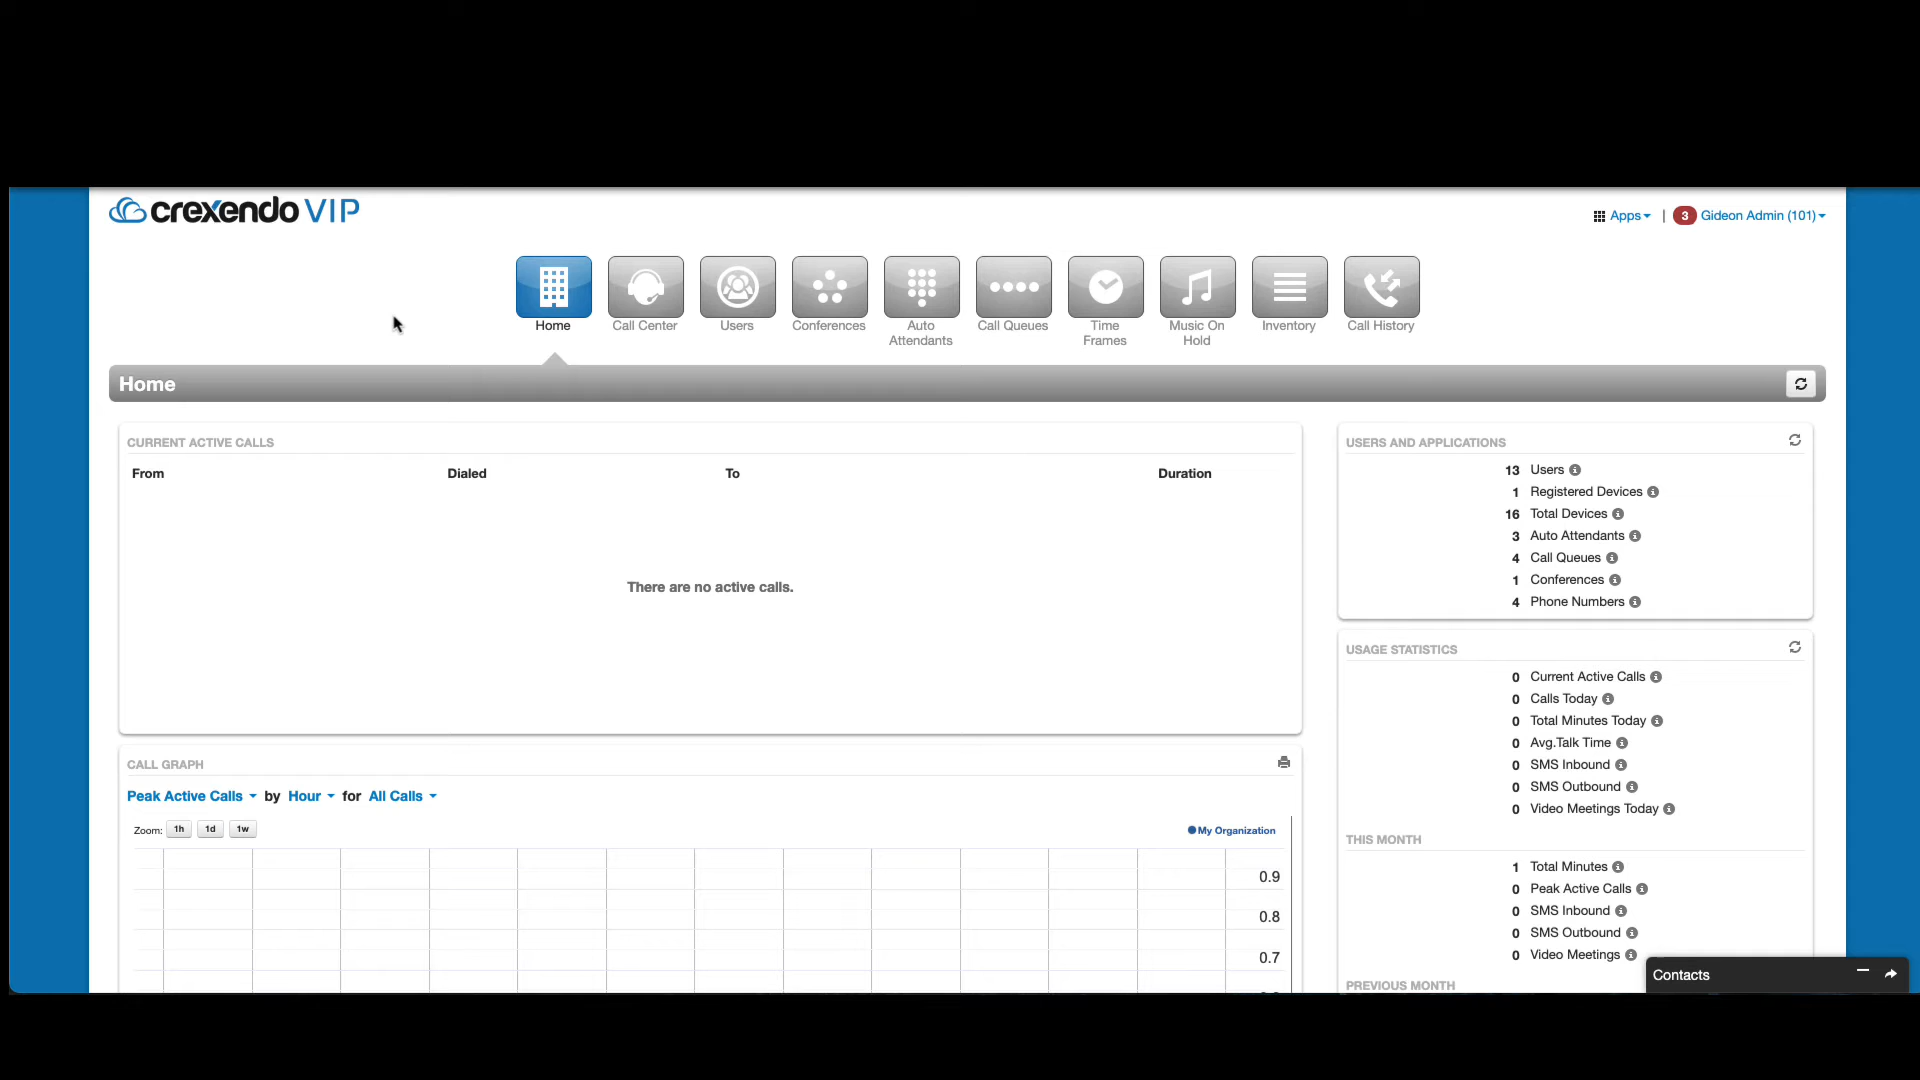 crexendo VIP
Apps | 3 Gideon Admin (101)
Home
Call Center
Users
Conferences
Auto
Attendants
Call Queues
Time
Frames
Music On
Hold
Inventory
Call History
Home
CURRENT ACTIVE CALLS
From Dialed To Duration
There are no active calls.
CALL GRAPH
Peak Active Calls by Hour for All Calls
Zoom: 1h 1d 1w
My Organization
0.9
0.8
0.7
USERS AND APPLICATIONS
13 Users
1 Registered Devices
16 Total Devices
3 Auto Attendants
4 Call Queues
1 Conferences
4 Phone Numbers
USAGE STATISTICS
0 Current Active Calls
0 Calls Today
0 Total Minutes Today
0 Avg.Talk Time
0 SMS Inbound
0 SMS Outbound
0 Video Meetings Today
THIS MONTH
1 Total Minutes
0 Peak Active Calls
0 SMS Inbound
0 SMS Outbound
0 Video Meetings
PREVIOUS MONTH
Contacts